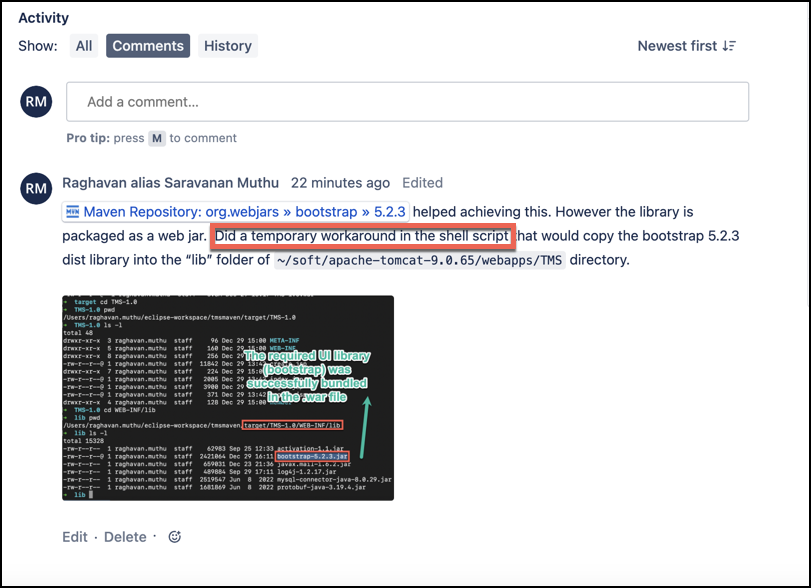 Activity
Show: All Comments History Newest first
RM Add a comment...
Pro tip: press M to comment
RM Raghavan alias Saravanan Muthu 22 minutes ago Edited
MVN Maven Repository: org.webjars » bootstrap » 5.2.3 helped achieving this. However the library is
packaged as a web jar. Did a temporary workaround in the shell script that would copy the bootstrap 5.2.3
dist library into the “lib” folder of ~/soft/apache-tomcat-9.0.65/webapps/TMS directory.
target cd TMS-1.0
TMS-1.0 pwd
/Users/raghavan.muthu/eclipse-workspace/tmsmaven/target/TMS-1.0
TMS-1.0 ls -l
total 48
drwxr-xr-x 3 raghavan.muthu staff 96 Dec 29 15:00 META-INF
drwxr-xr-x 5 raghavan.muthu staff 160 Dec 29 15:00 WEB-INF
drwxr-xr-x 8 raghavan.muthu staff 256 Dec 29
-rw-r--r--@ 1 raghavan.muthu staff 11842 Dec 29 13:42
drwxr-xr-x 7 raghavan.muthu staff 224 Dec 29 15:00
-rw-r--r--@ 1 raghavan.muthu staff 2005 Dec
-rw-r--r--@ 1 raghavan.muthu staff 3900 Dec
-rw-r--r--@ 1 raghavan.muthu staff 371 Dec 29
drwxr-xr-x 4 raghavan.muthu staff 128 Dec 29 15:00
The required UI library
(bootstrap) was
successfully bundled
in the .war file
TMS-1.0 cd WEB-INF/lib
lib pwd
/Users/raghavan.muthu/eclipse-workspace/tmsmaven/target/TMS-1.0/WEB-INF/lib
lib ls -l
total 15328
-rw-r--r-- 1 raghavan.muthu staff 62983 Sep 25 12:33 activation-1.1.jar
-rw-r--r--@ 1 raghavan.muthu staff 2421064 Dec 29 16:11 bootstrap-5.2.3.jar
-rw-r--r-- 1 raghavan.muthu staff 659031 Dec 23 21:36 javax.mail-1.6.2.jar
-rw-r--r-- 1 raghavan.muthu staff 489884 Sep 29 17:11 log4j-1.2.17.jar
-rw-r--r-- 1 raghavan.muthu staff 2519547 Jun 8 2022 mysql-connector-java-8.0.29.jar
-rw-r--r-- 1 raghavan.muthu staff 1681869 Jun 8 2022 protobuf-java-3.19.4.jar
lib
Edit · Delete ·